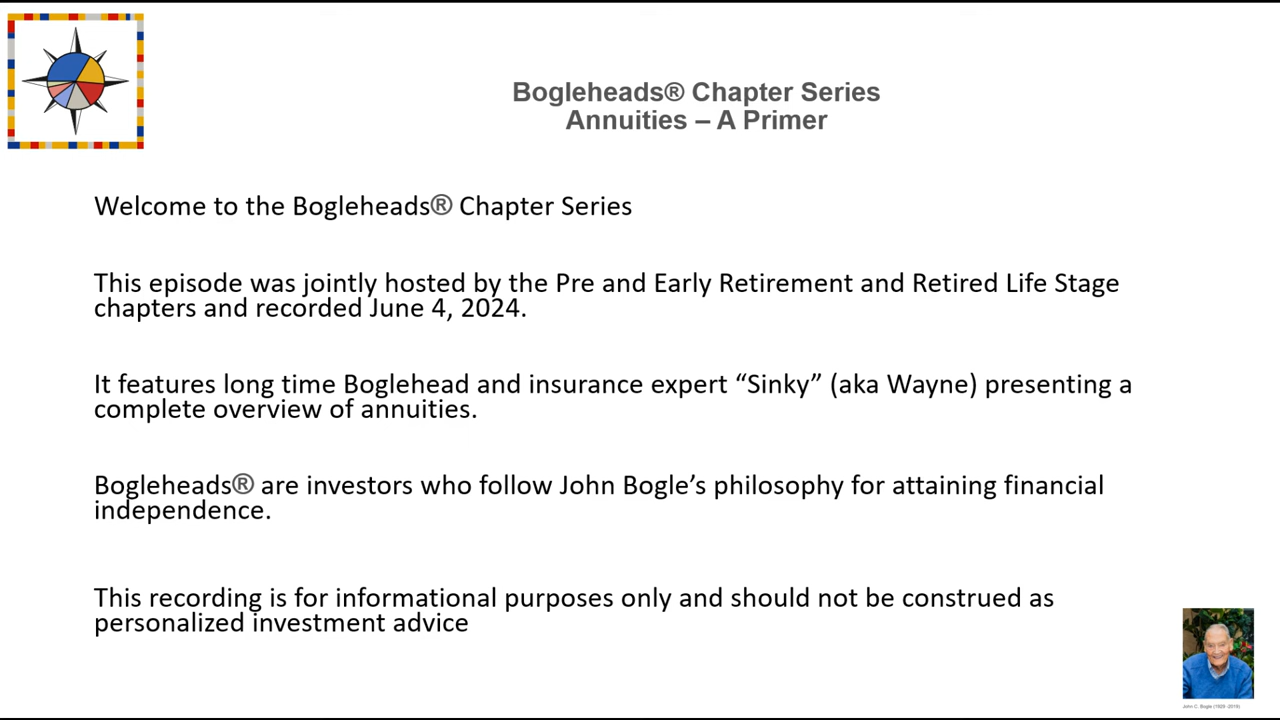 Bogleheads® Chapter Series
Annuities – A Primer
Welcome to the Bogleheads® Chapter Series
This episode was jointly hosted by the Pre and Early Retirement and Retired Life Stage
chapters and recorded June 4, 2024.
It features long time Boglehead and insurance expert “Sinky” (aka Wayne) presenting a
complete overview of annuities.
Bogleheads® are investors who follow John Bogle’s philosophy for attaining financial
independence.
This recording is for informational purposes only and should not be construed as
personalized investment advice
John C. Bogle (1929 -2019)